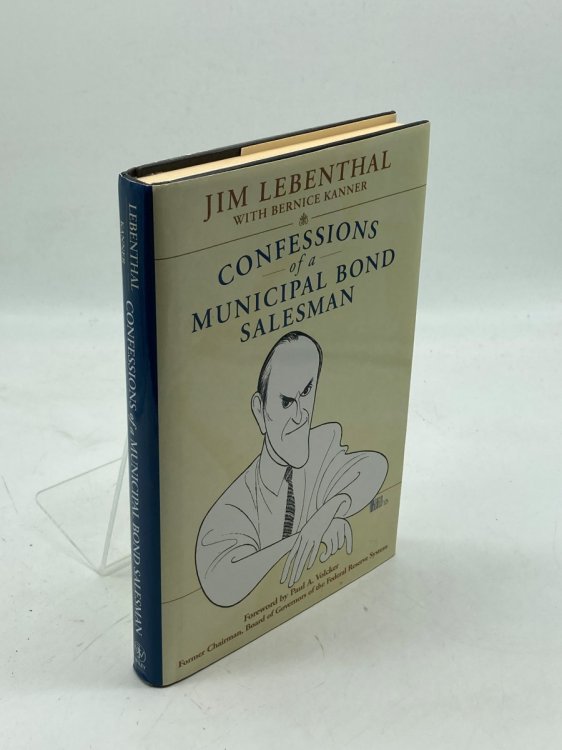 JIM LEBENTHAL
WITH BERNICE KANNER
CONFESSIONS
of a
MUNICIPAL BOND
SALESMAN
Foreword by Paul A. Volcker
Former Chairman, Board of Governors of the Federal Reserve System
LEBENTHAL
KANNER
CONFESSIONS of a MUNICIPAL BOND SALESMAN
WILEY